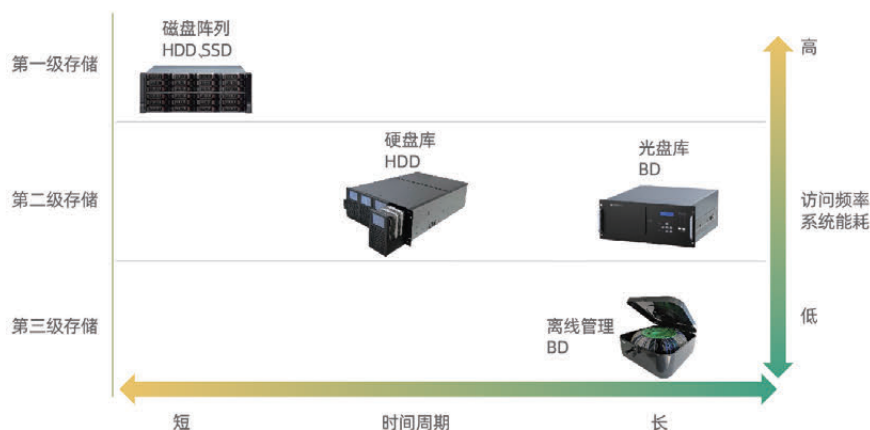 磁盘阵列
HDD、SSD
高
第一级存储
硬盘库
HDD
光盘库
BD
第二级存储
访问频率
系统能耗
第三级存储
离线管理
BD
低
短
时间周期
长